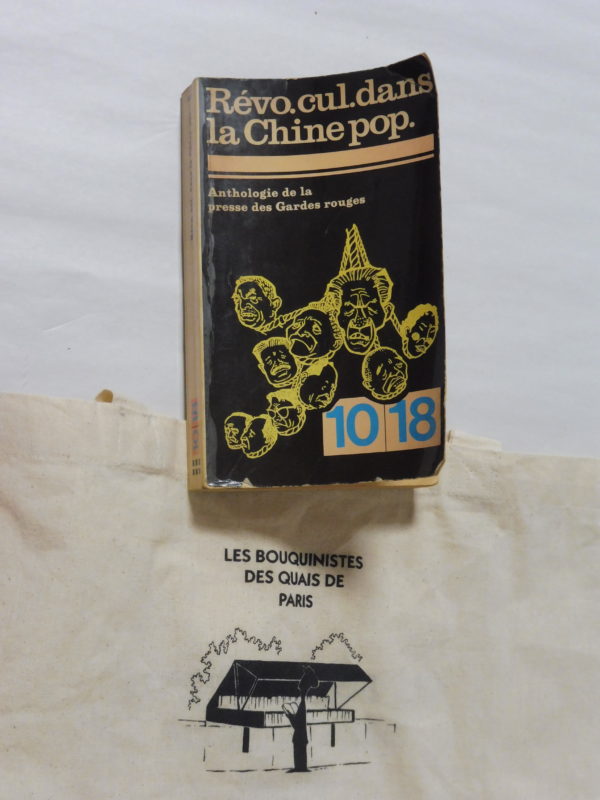 Révo.cul.dans
la Chine pop.
Anthologie de la
presse des Gardes rouges
10 18
LES BOUQUINISTES
DES QUAIS DE
PARIS